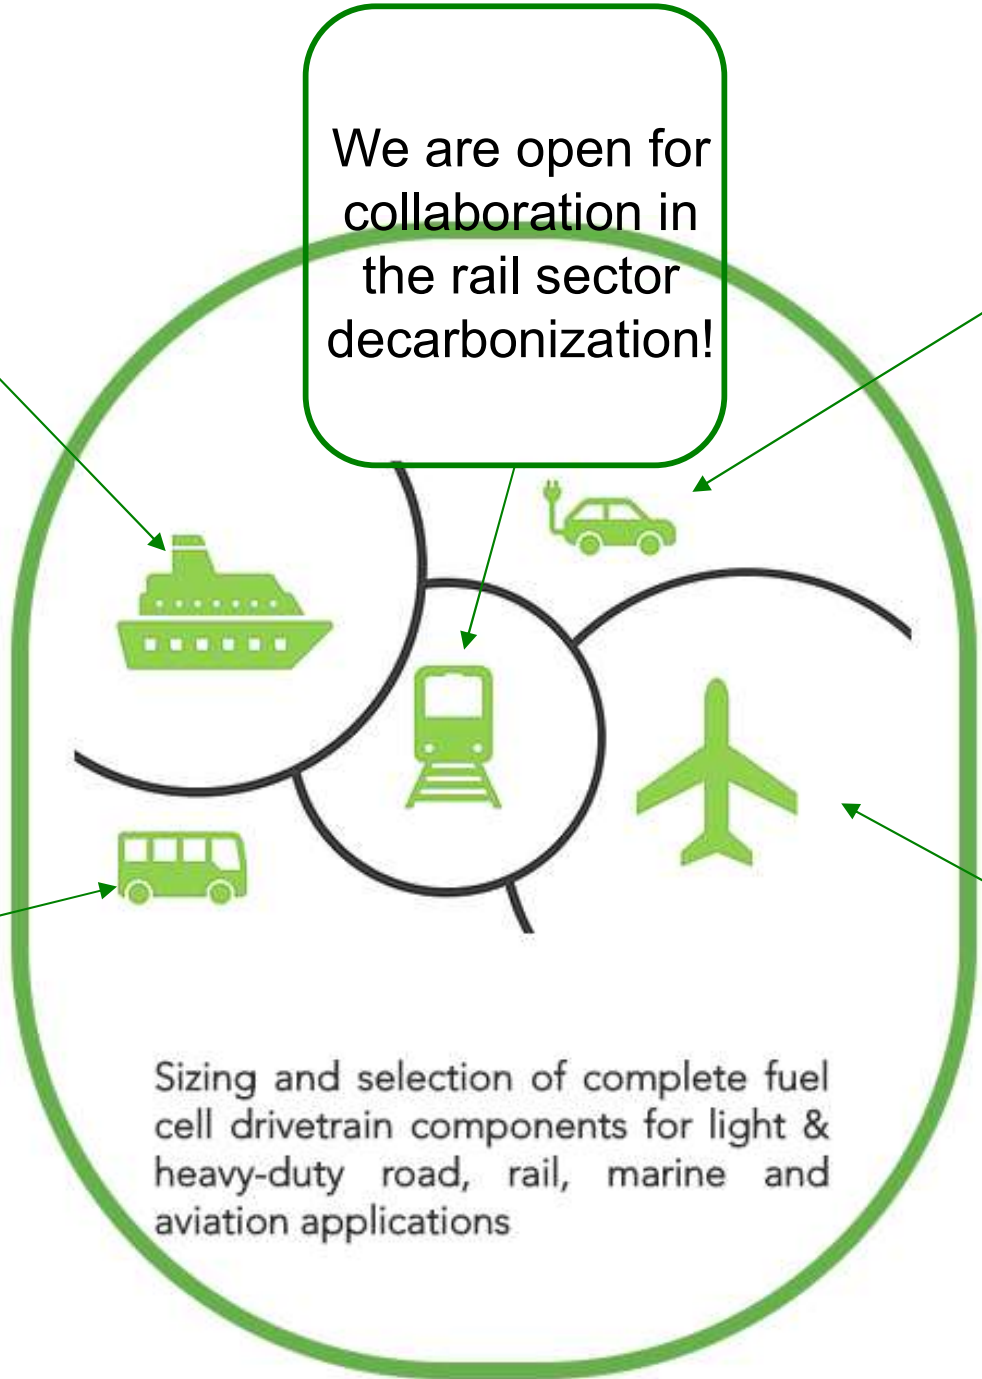 We are open for
collaboration in
the rail sector
decarbonization!
Sizing and selection of complete fuel
cell drivetrain components for light &
heavy-duty road, rail, marine and
aviation applications